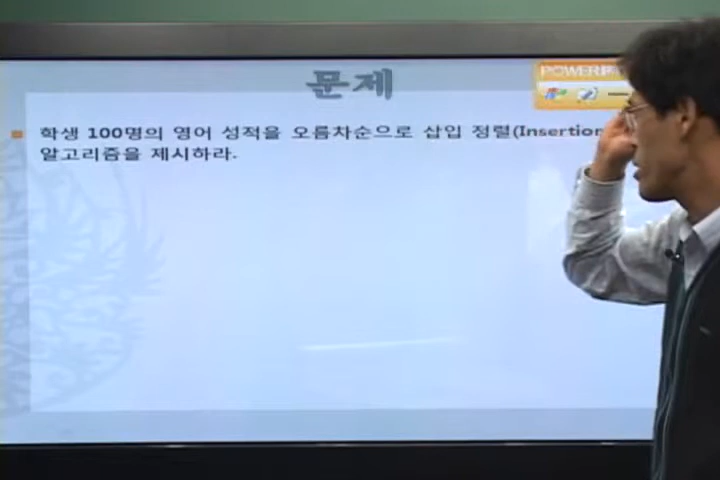 문제
POWER
학생 100명의 영어 성적을 오름차순으로 삽입 정렬(Insertion
알고리즘을 제시하라.